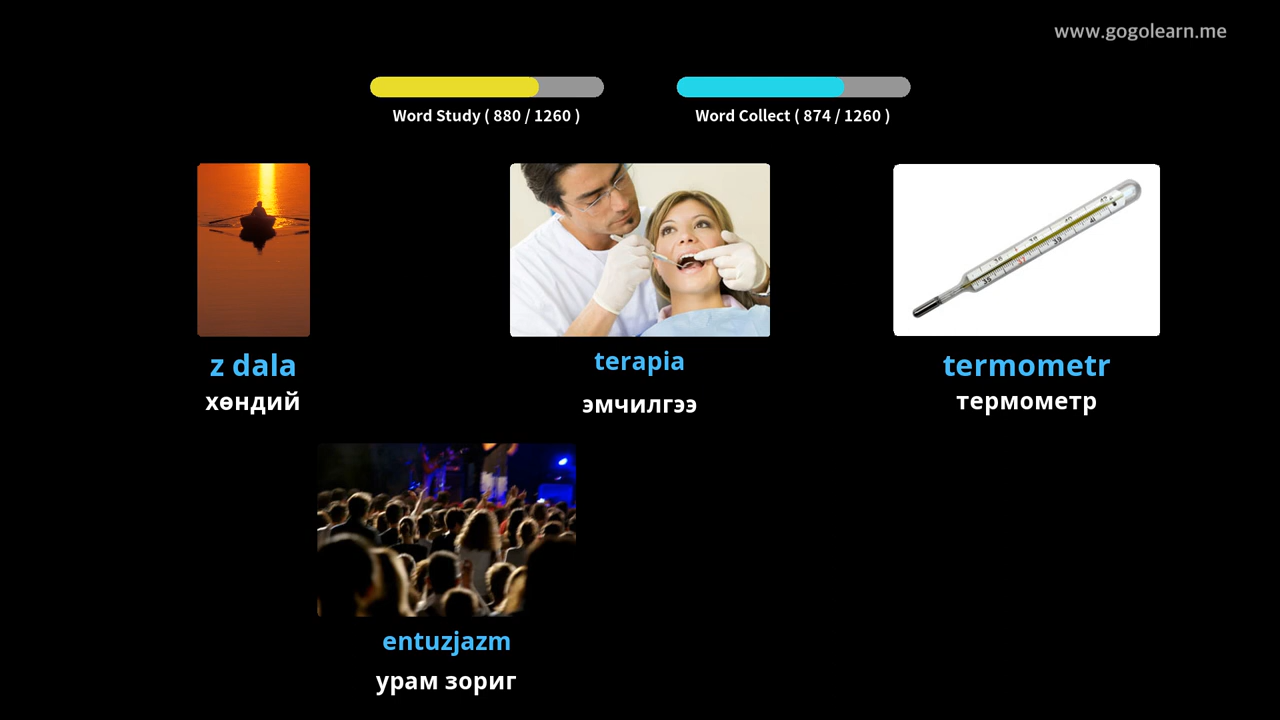 www.gogolearn.me
Word Study ( 880 / 1260 )
Word Collect ( 874 / 1260 )
z dala
хөндий
terapia
эмчилгээ
termometr
термометр
entuzjazm
урам зориг